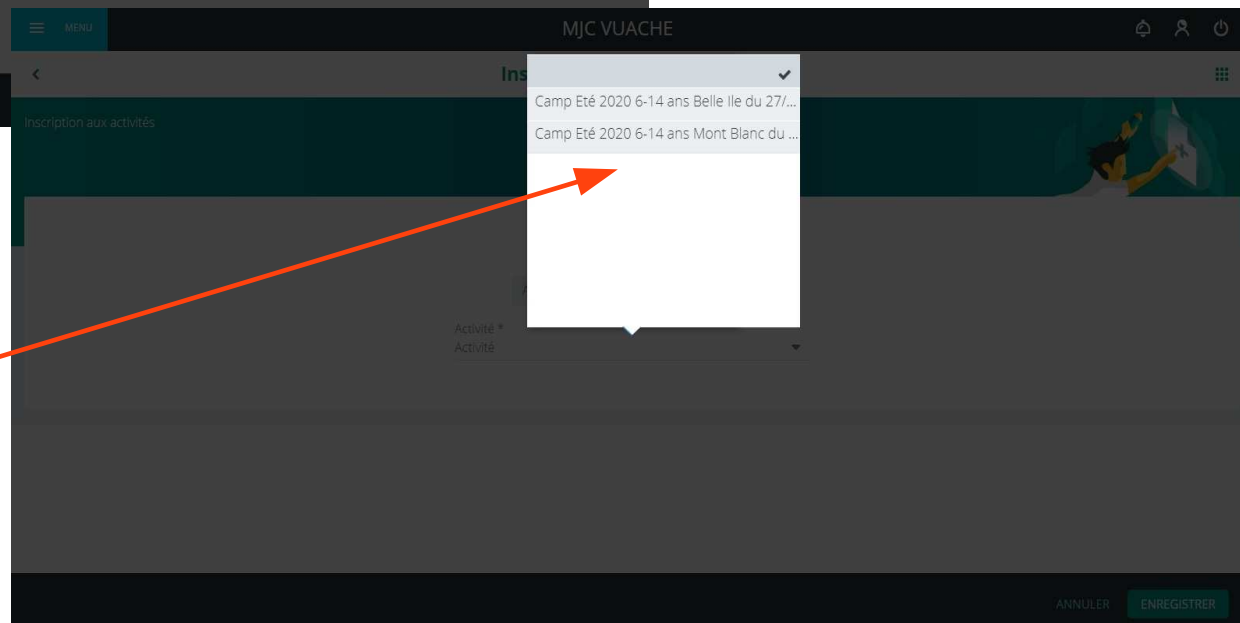 MENU
MJC VUACHE
Ins
Camp Eté 2020 6-14 ans Belle Ile du 27/...
Camp Eté 2020 6-14 ans Mont Blanc du ...
Inscription aux activités
Activité *
Activité
ANNULER
ENREGISTRER